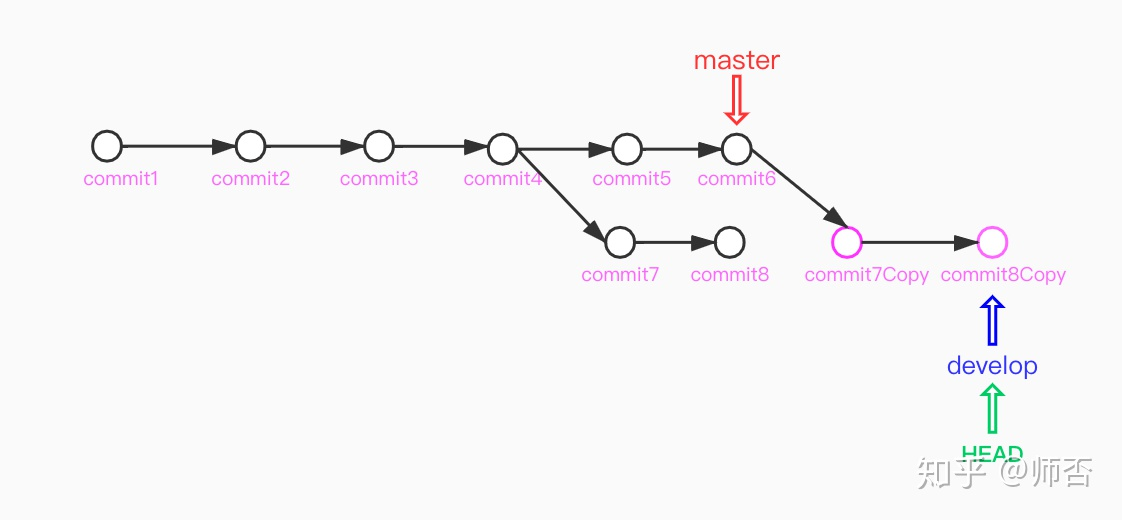 master
commit1 commit2 commit3 commit4 commit5 commit6
commit7 commit8 commit7Copy commit8Copy
develop
HEAD
知乎 @师否